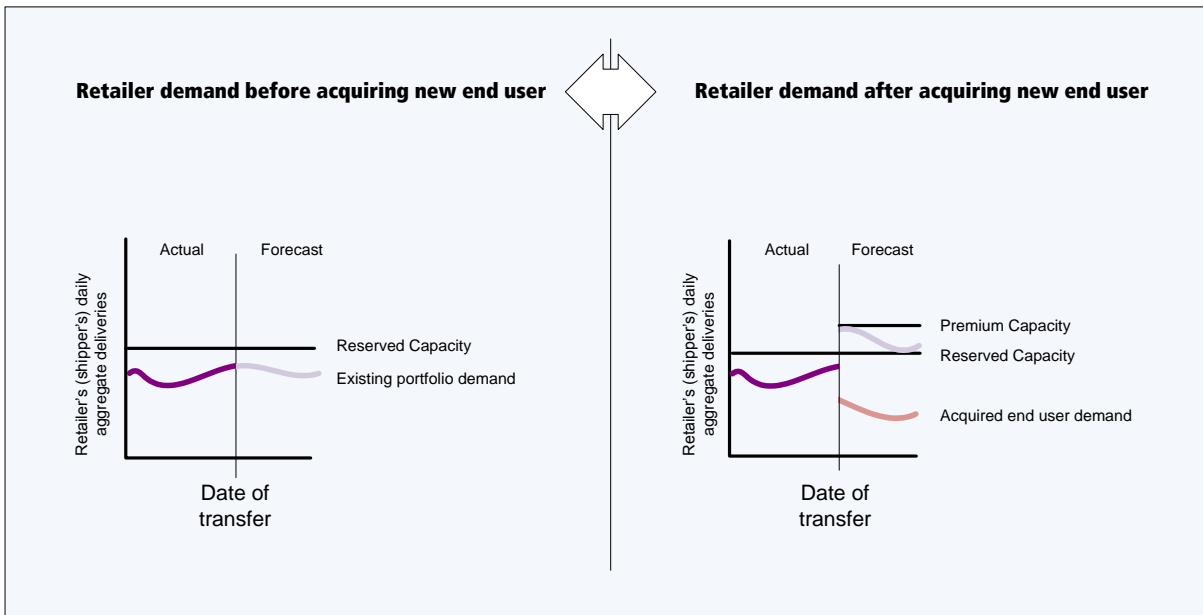 Retailer demand before acquiring new end user
Actual
Forecast
Retailer's (shipper's) daily
aggregate deliveries
Reserved Capacity
Existing portfolio demand
Date of
transfer
Retailer demand after acquiring new end user
Actual
Forecast
Retailer's (shipper's) daily
aggregate deliveries
Premium Capacity
Reserved Capacity
Acquired end user demand
Date of
transfer